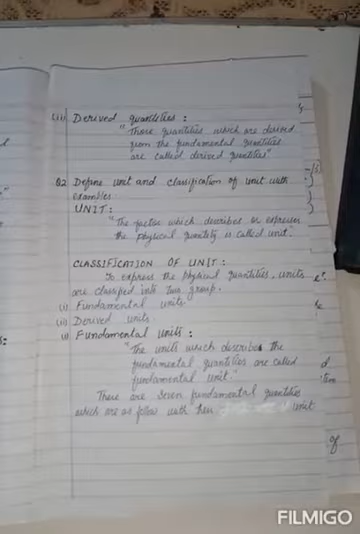 (ii) Derived quantities :
"Those quantities which are derived
from the fundamental quantities
are called derived quantities"
Q2 Define unit and classification of unit with
examples
UNIT :
"The factor which describes or expresses
the physical quantity is called unit."
CLASSIFICATION OF UNIT :
To express the physical quantities, units
are classified into two group.
(i) Fundamental units
(ii) Derived units
(i) Fundamental units :
"The units which describe the
fundamental quantities are called
fundamental unit."
There are seven fundamental quantities
which are as follow with their unit
FILMIGO